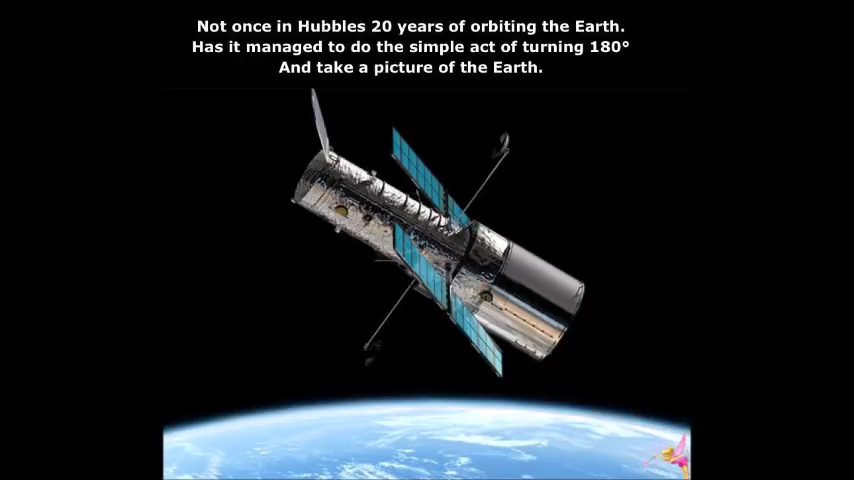 Not once in Hubbles 20 years of orbiting the Earth.
Has it managed to do the simple act of turning 180°
And take a picture of the Earth.